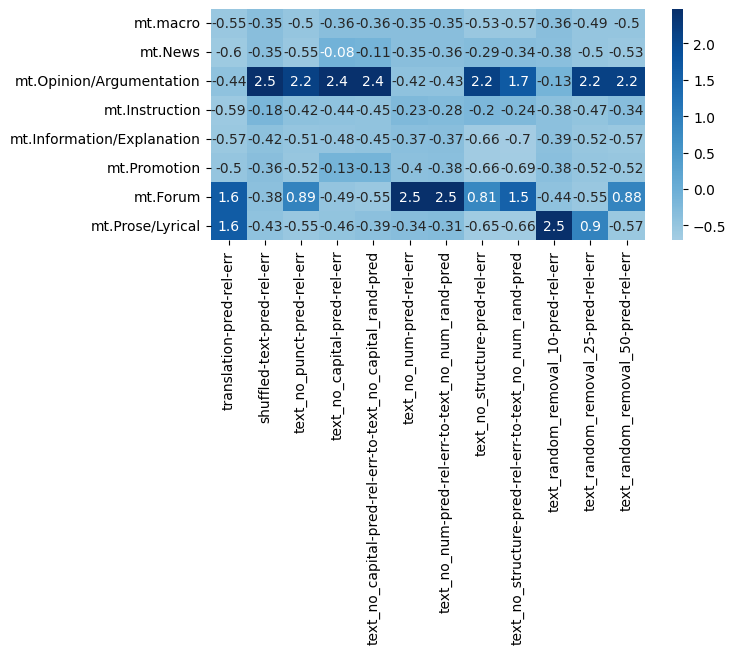 mt.macro -0.55 -0.35 -0.5 -0.36 -0.36 -0.35 -0.35 -0.53 -0.57 -0.36 -0.49 -0.5
mt.News -0.6 -0.35 -0.55 -0.08 -0.11 -0.35 -0.36 -0.29 -0.34 -0.38 -0.5 -0.53
mt.Opinion/Argumentation -0.44 2.5 2.2 2.4 2.4 -0.42 -0.43 2.2 1.7 -0.13 2.2 2.2
mt.Instruction -0.59 -0.18 -0.42 -0.44 -0.45 -0.23 -0.28 -0.2 -0.24 -0.38 -0.47 -0.34
mt.Information/Explanation -0.57 -0.42 -0.51 -0.48 -0.45 -0.37 -0.37 -0.66 -0.7 -0.39 -0.52 -0.57
mt.Promotion -0.5 -0.36 -0.52 -0.13 -0.13 -0.4 -0.38 -0.66 -0.69 -0.38 -0.52 -0.52
mt.Forum 1.6 -0.38 0.89 -0.49 -0.55 2.5 2.5 0.81 1.5 -0.44 -0.55 0.88
mt.Prose/Lyrical 1.6 -0.43 -0.55 -0.46 -0.39 -0.34 -0.31 -0.65 -0.66 2.5 0.9 -0.57
translation-pred-rel-err
shuffled-text-pred-rel-err
text_no_punct-pred-rel-err
text_no_capital-pred-rel-err
text_no_capital-pred-rel-err-to-text_no_capital_rand-pred
text_no_num-pred-rel-err
text_no_num-pred-rel-err-to-text_no_num_rand-pred
text_no_structure-pred-rel-err
text_no_structure-pred-rel-err-to-text_no_num_rand-pred
text_random_removal_10-pred-rel-err
text_random_removal_25-pred-rel-err
text_random_removal_50-pred-rel-err
2.0
1.5
1.0
0.5
0.0
−0.5